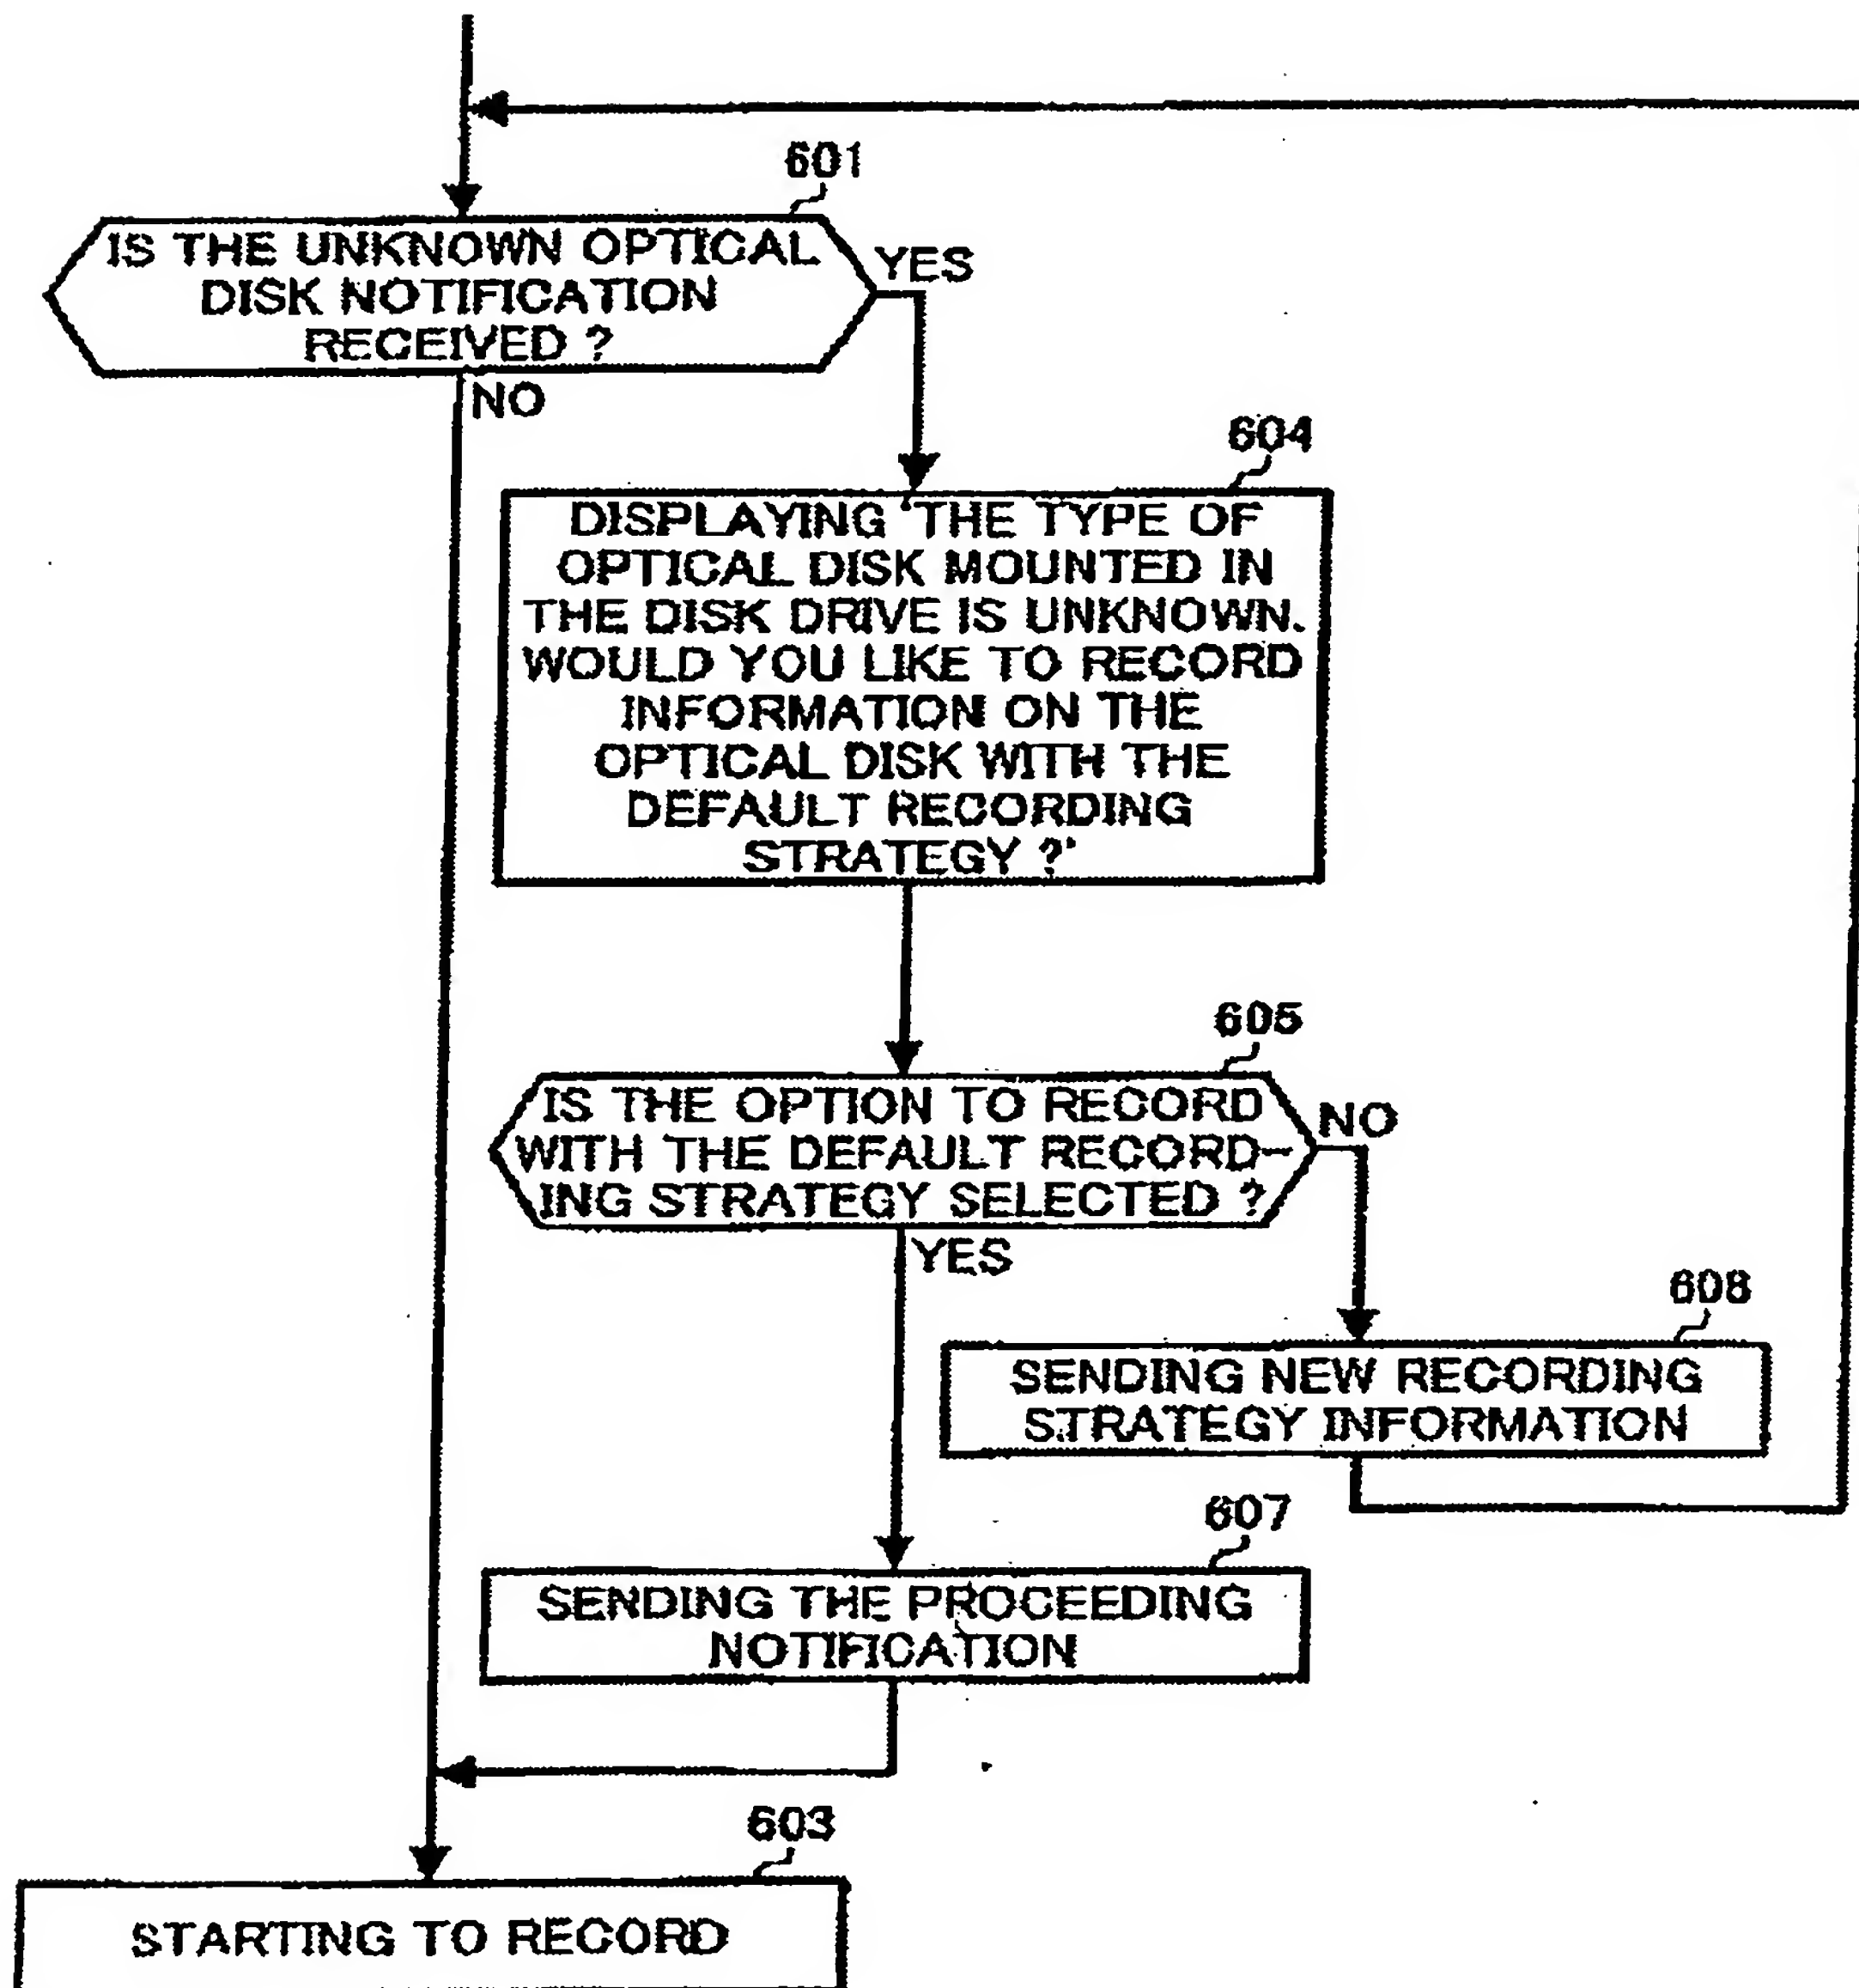 601
IS THE UNKNOWN OPTICAL
DISK NOTIFICATION
RECEIVED ?
YES
NO
604
DISPLAYING 'THE TYPE OF
OPTICAL DISK MOUNTED IN
THE DISK DRIVE IS UNKNOWN.
WOULD YOU LIKE TO RECORD
INFORMATION ON THE
OPTICAL DISK WITH THE
DEFAULT RECORDING
STRATEGY ?'
605
IS THE OPTION TO RECORD
WITH THE DEFAULT RECORD-
ING STRATEGY SELECTED ?
NO
YES
608
SENDING NEW RECORDING
STRATEGY INFORMATION
607
SENDING THE PROCEEDING
NOTIFICATION
603
STARTING TO RECORD